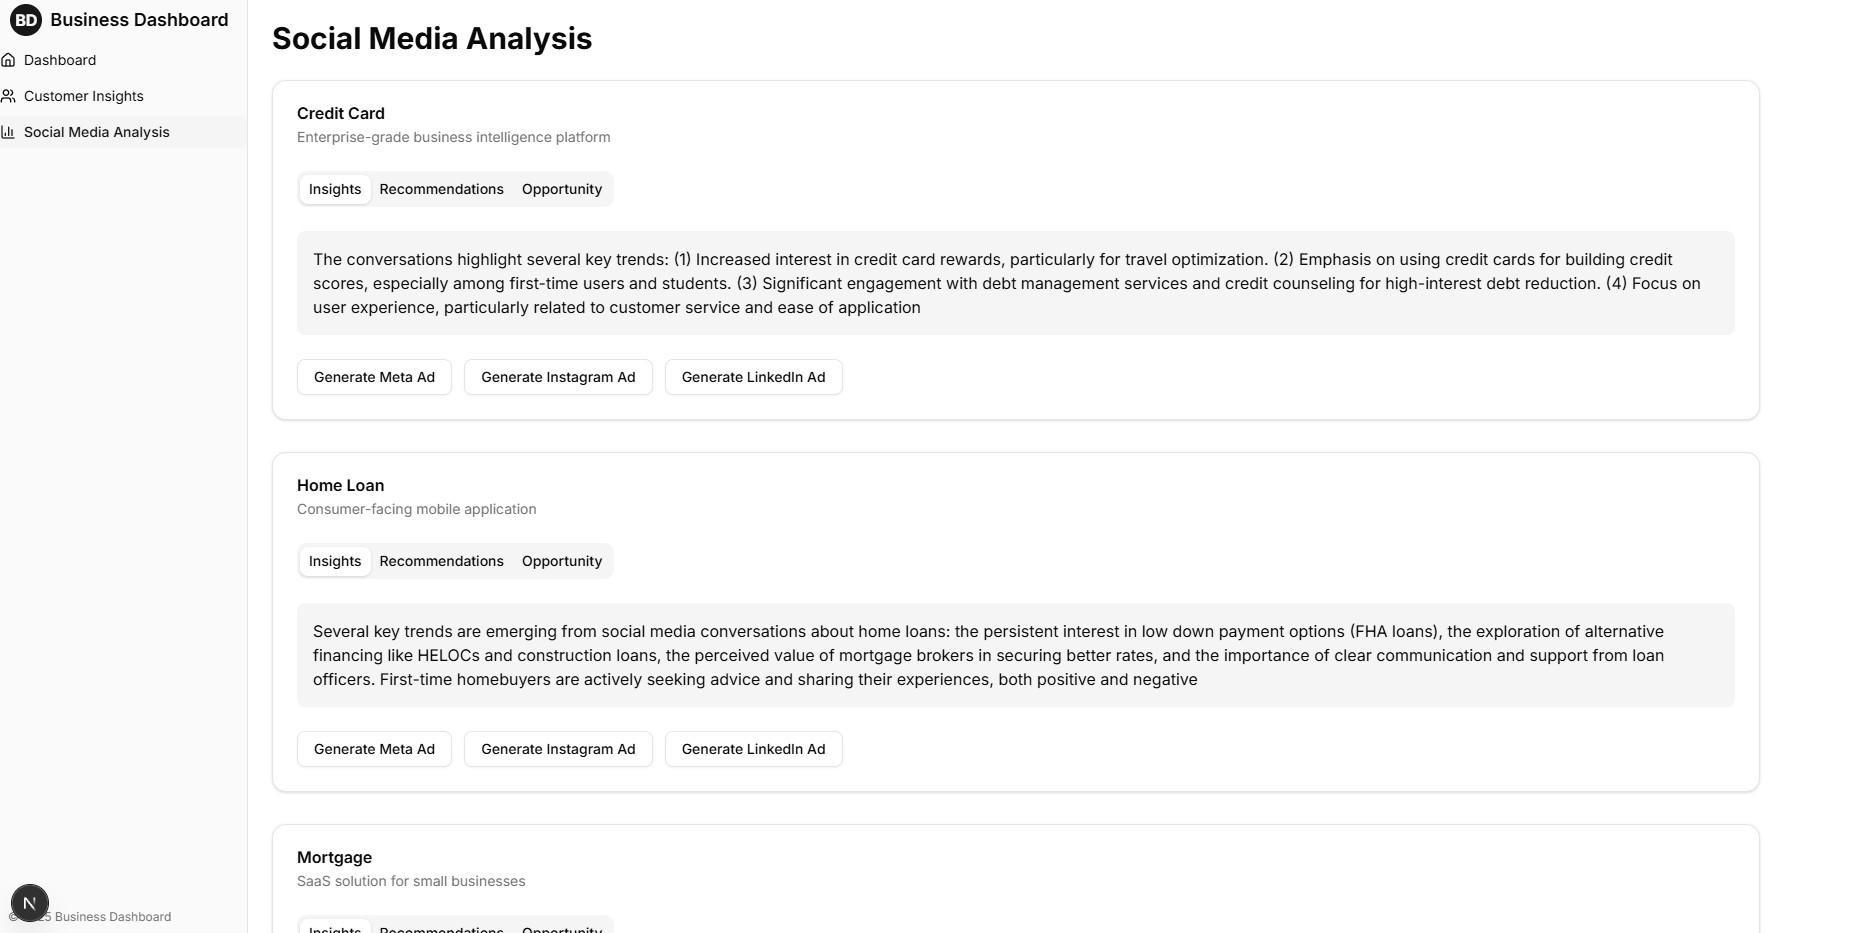 BD Business Dashboard
Dashboard
Customer Insights
Social Media Analysis
Social Media Analysis
Credit Card
Enterprise-grade business intelligence platform
Insights Recommendations Opportunity
The conversations highlight several key trends: (1) Increased interest in credit card rewards, particularly for travel optimization. (2) Emphasis on using credit cards for building credit
scores, especially among first-time users and students. (3) Significant engagement with debt management services and credit counseling for high-interest debt reduction. (4) Focus on
user experience, particularly related to customer service and ease of application
Generate Meta Ad Generate Instagram Ad Generate LinkedIn Ad
Home Loan
Consumer-facing mobile application
Insights Recommendations Opportunity
Several key trends are emerging from social media conversations about home loans: the persistent interest in low down payment options (FHA loans), the exploration of alternative
financing like HELOCs and construction loans, the perceived value of mortgage brokers in securing better rates, and the importance of clear communication and support from loan
officers. First-time homebuyers are actively seeking advice and sharing their experiences, both positive and negative
Generate Meta Ad Generate Instagram Ad Generate LinkedIn Ad
Mortgage
SaaS solution for small businesses
Insights Recommendations Opportunity
N
Business Dashboard